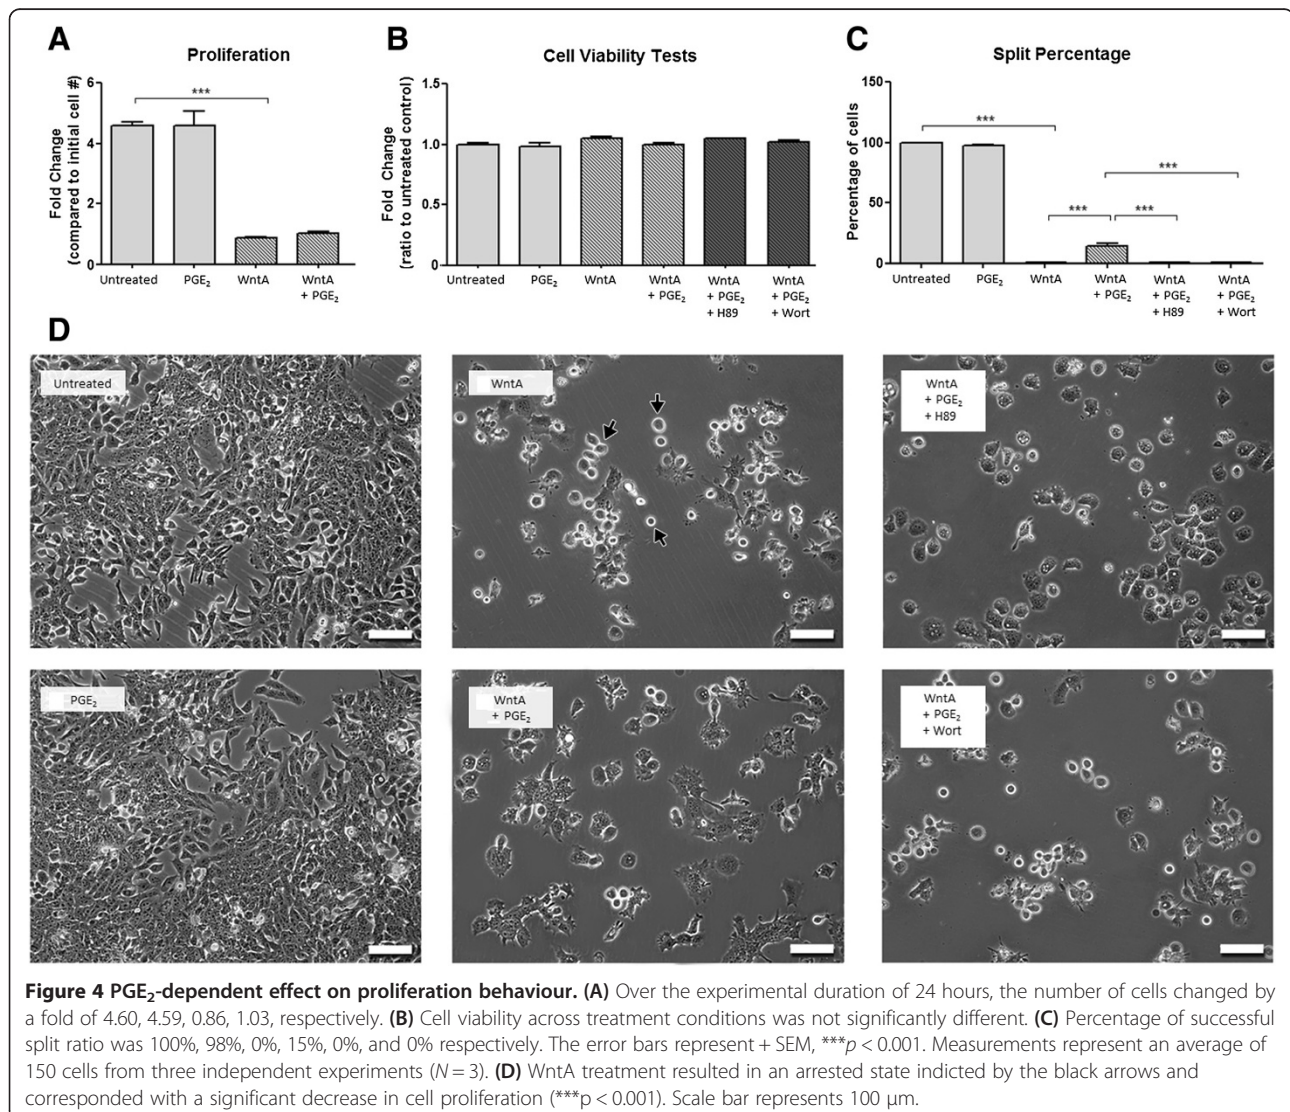 A
Proliferation
Fold Change
(compared to initial cell #)
6
4
2
0
***
Untreated
PGE₂
WntA
WntA
+ PGE₂
B
Cell Viability Tests
Fold Change
(ratio to untreated control)
1.5
1.0
0.5
0
Untreated
PGE₂
WntA
WntA
+ PGE₂
WntA
+ PGE₂
+ H89
WntA
+ PGE₂
+ Wort
C
Split Percentage
Percentage of cells
150
100
50
0
***
***
***
***
Untreated
PGE₂
WntA
WntA
+ PGE₂
WntA
+ PGE₂
+ H89
WntA
+ PGE₂
+ Wort
D
Untreated
WntA
WntA
+ PGE₂
+ H89
PGE₂
WntA
+ PGE₂
WntA
+ PGE₂
+ Wort
Figure 4 PGE₂-dependent effect on proliferation behaviour. (A) Over the experimental duration of 24 hours, the number of cells changed by
a fold of 4.60, 4.59, 0.86, 1.03, respectively. (B) Cell viability across treatment conditions was not significantly different. (C) Percentage of successful
split ratio was 100%, 98%, 0%, 15%, 0%, and 0% respectively. The error bars represent + SEM, ***p < 0.001. Measurements represent an average of
150 cells from three independent experiments (N = 3). (D) WntA treatment resulted in an arrested state indicted by the black arrows and
corresponded with a significant decrease in cell proliferation (***p < 0.001). Scale bar represents 100 μm.